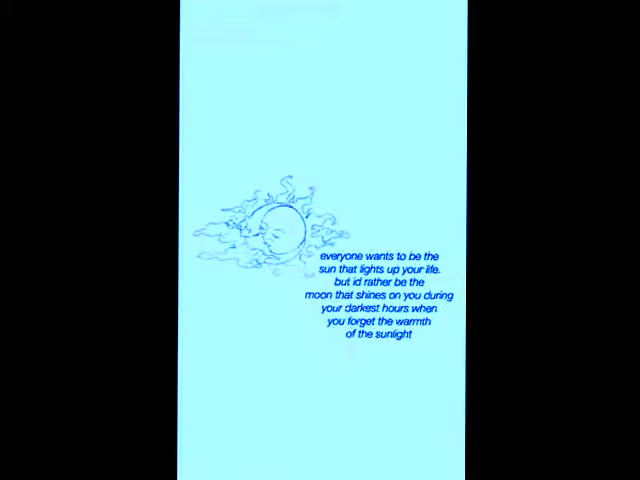 everyone wants to be the
sun that lights up your life.
but id rather be the
moon that shines on you during
your darkest hours when
you forget the warmth
of the sunlight